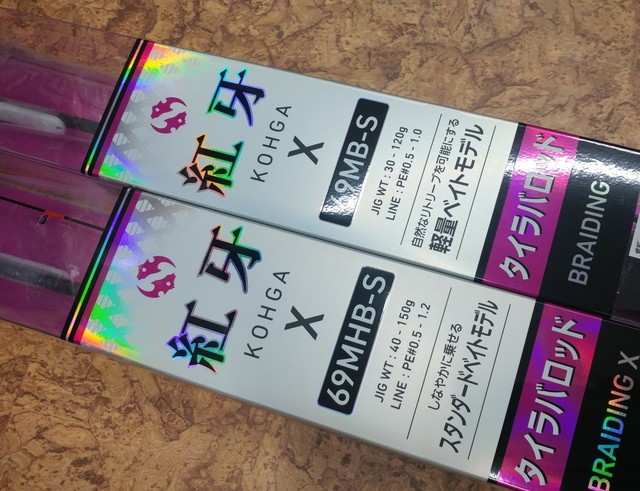 紅牙
KOHGA
X
69MB-S
JIG WT : 30 - 120g
LINE : PE#0.5 - 1.0
自然なリトリーブを可能にする
軽量ベイトモデル
タイラバロッド
BRAIDING
紅牙
KOHGA
X
69MHB-S
JIG WT : 40 - 150g
LINE : PE#0.5 - 1.2
しなやかに乗せる
スタンダードベイトモデル
タイラバロッド
BRAIDING X